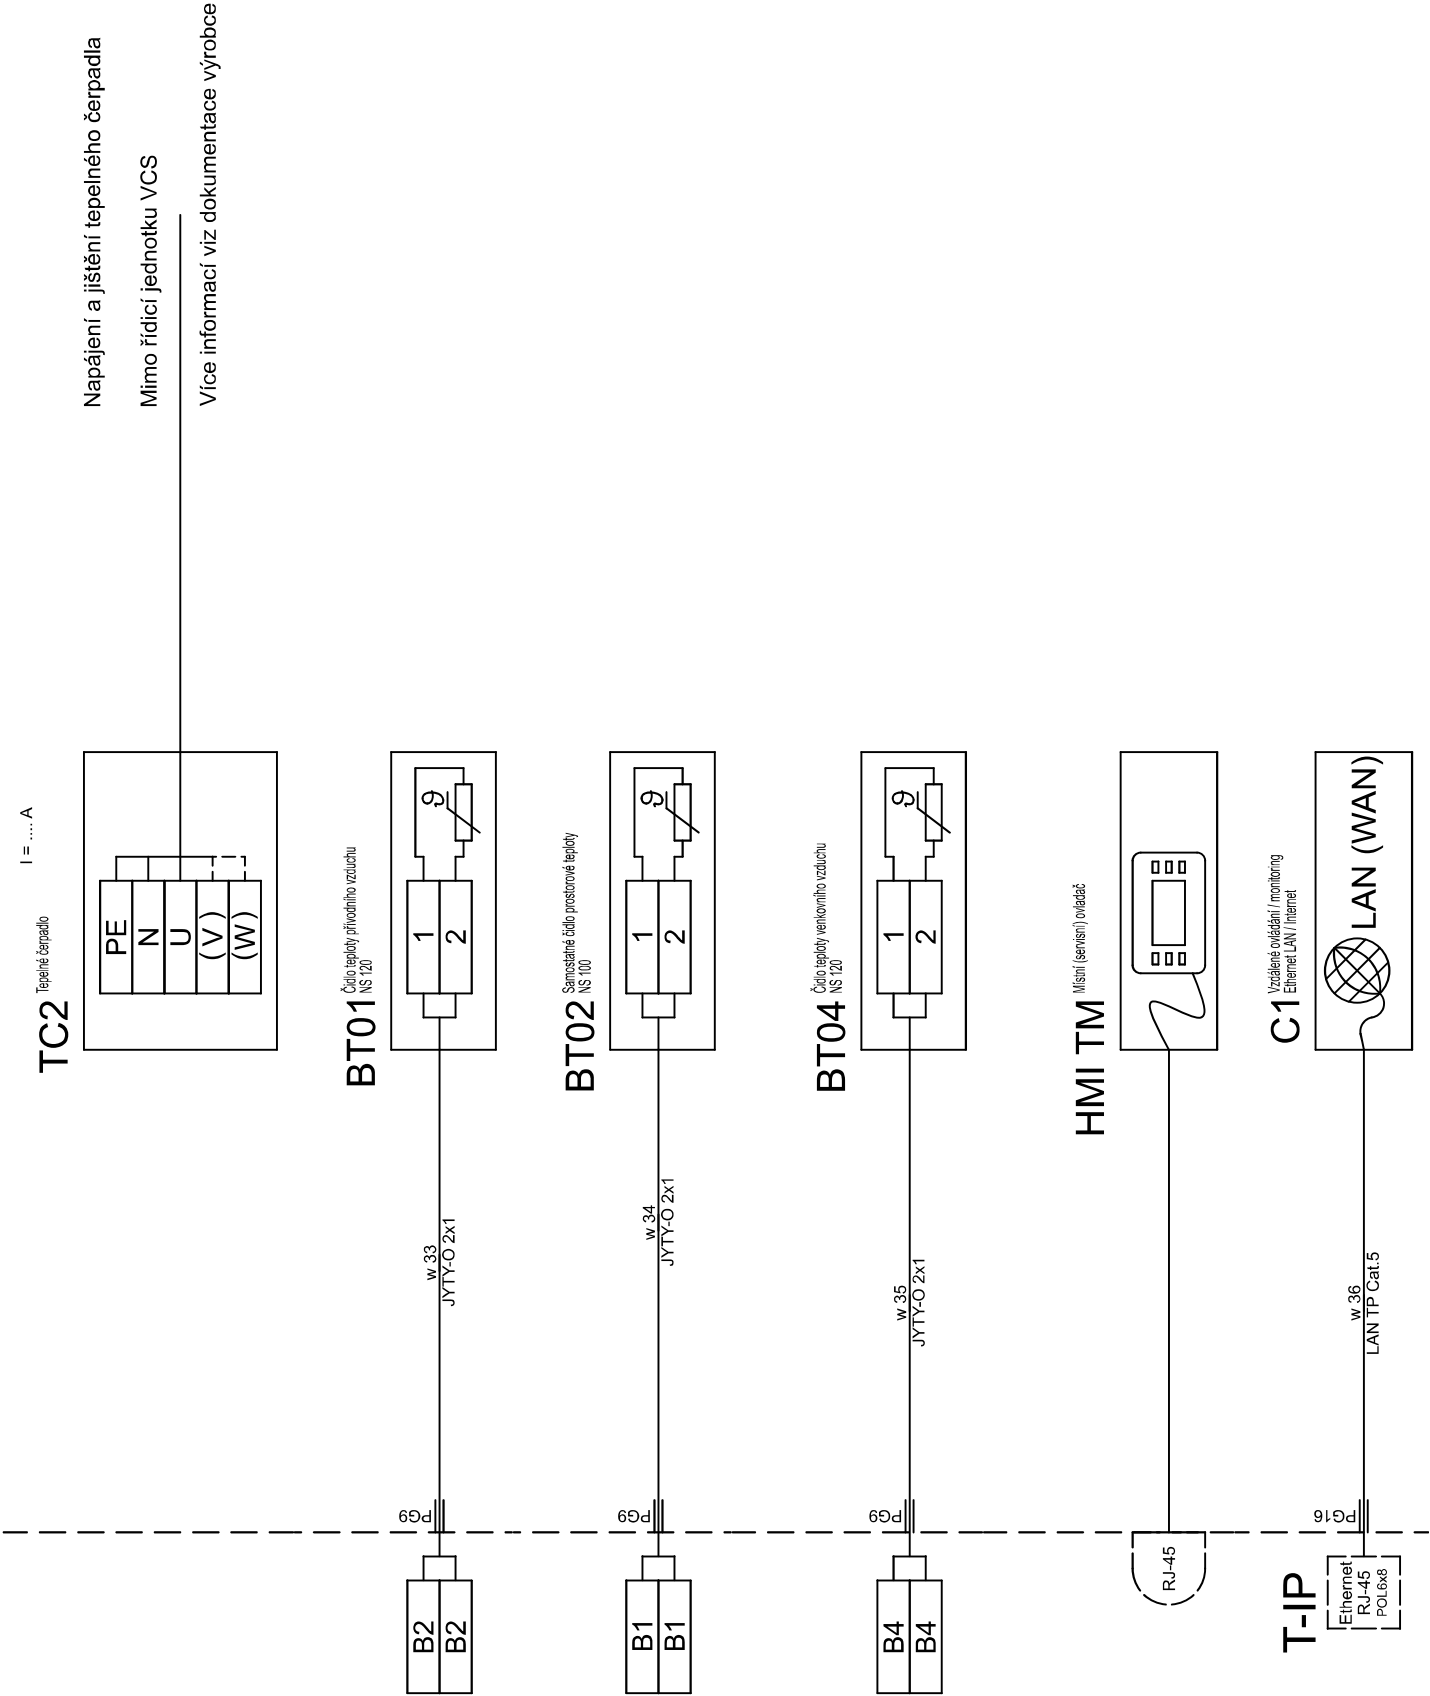 I = .... A
Napájení a jištění tepelného čerpadla
Mimo řídicí jednotku VCS
Více informací viz dokumentace výrobce
TC2
Tepelné čerpadlo
PE
N
U
(V)
(W)
BT01
Čidlo teploty přívodního vzduchu
NS 120
1
2
ϑ
w 33
JYTY-O 2x1
PG9
B2
B2
BT02
Samostatné čidlo prostorové teploty
NS 100
1
2
ϑ
w 34
JYTY-O 2x1
PG9
B1
B1
BT04
Čidlo teploty venkovního vzduchu
NS 120
1
2
ϑ
w 35
JYTY-O 2x1
PG9
B4
B4
HMI TM
Místní (servisní) ovladač
RJ-45
C1
Vzdálené ovládání / monitoring
Ethernet LAN / Internet
LAN (WAN)
w 36
LAN TP Cat.5
PG16
T-IP
Ethernet
RJ-45
POL6x8